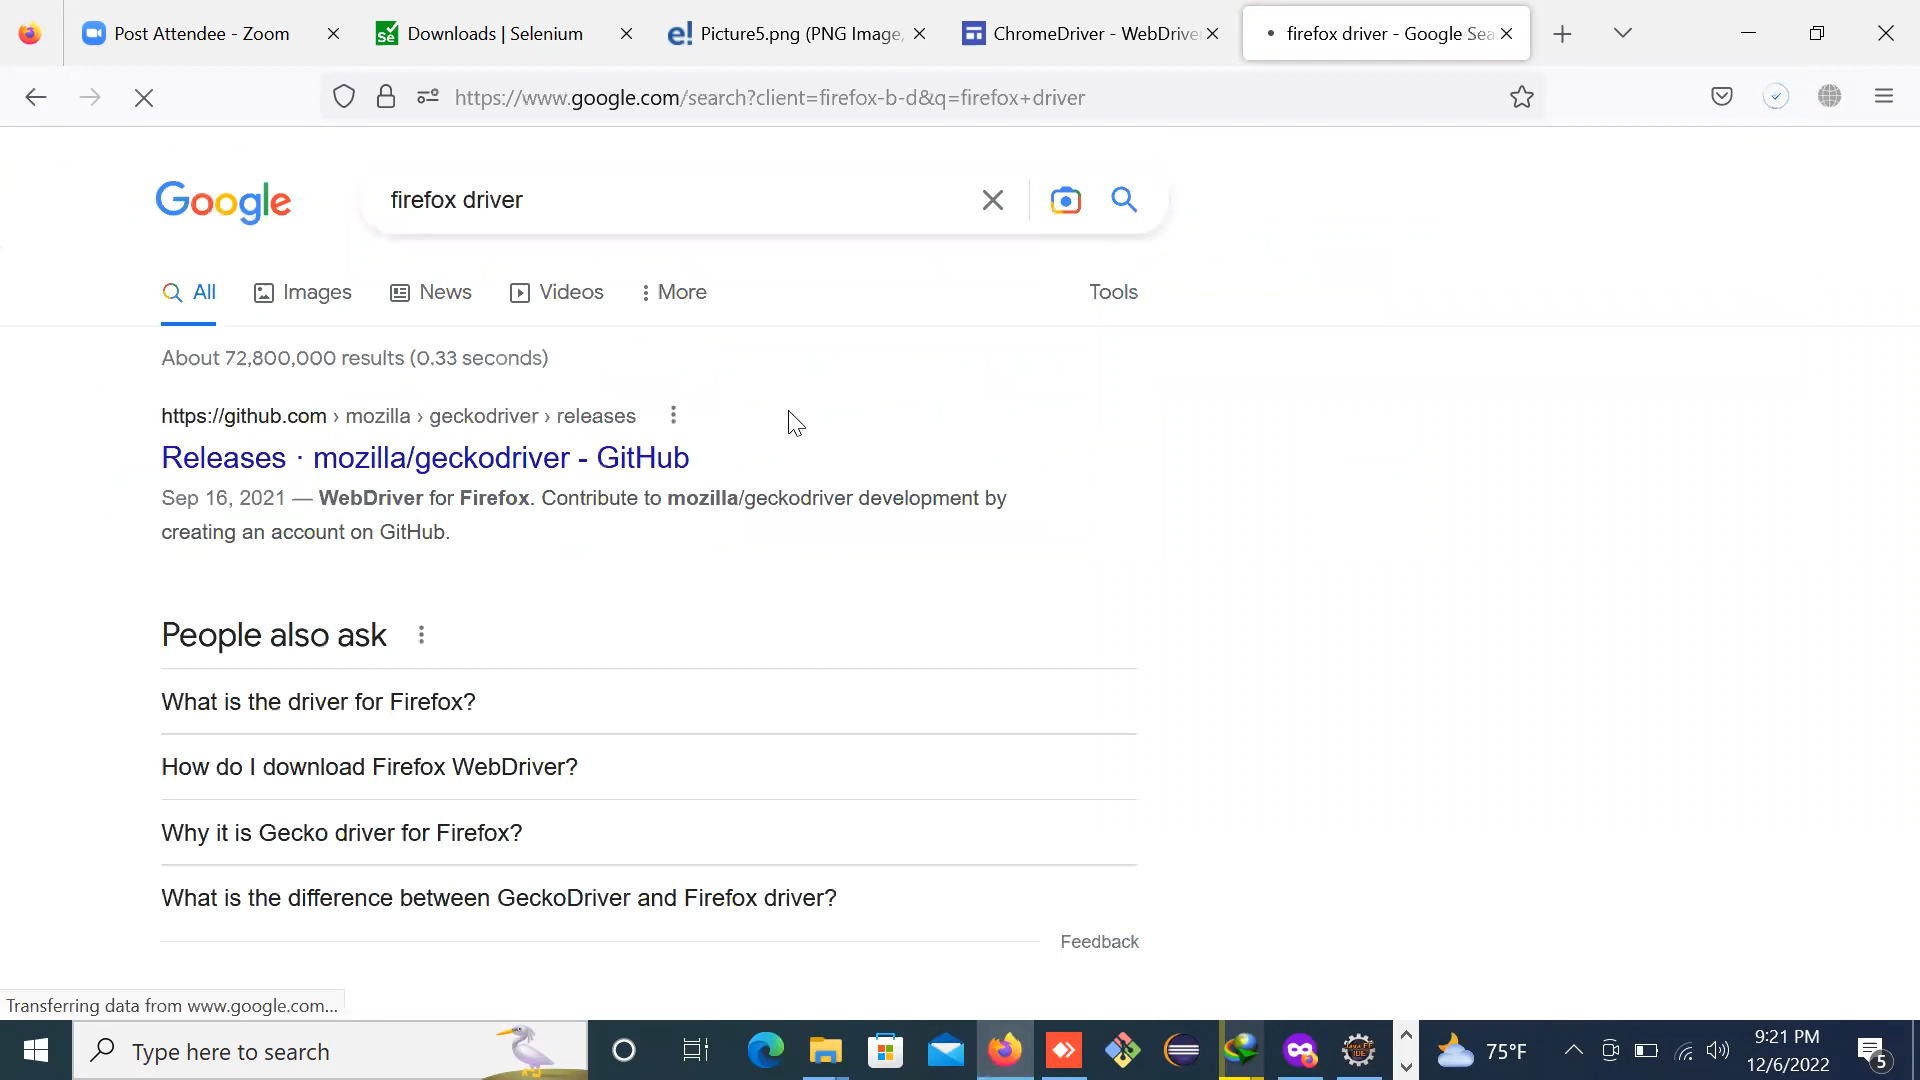 Post Attendee - Zoom
Downloads | Selenium
Picture5.png (PNG Image,
ChromeDriver - WebDrive
firefox driver - Google Sea
https://www.google.com/search?client=firefox-b-d&q=firefox+driver
Google
firefox driver
All
Images
News
Videos
More
Tools
About 72,800,000 results (0.33 seconds)
https://github.com › mozilla › geckodriver › releases
Releases · mozilla/geckodriver - GitHub
Sep 16, 2021 — WebDriver for Firefox. Contribute to mozilla/geckodriver development by
creating an account on GitHub.
People also ask
What is the driver for Firefox?
How do I download Firefox WebDriver?
Why it is Gecko driver for Firefox?
What is the difference between GeckoDriver and Firefox driver?
Feedback
Transferring data from www.google.com...
Type here to search
75°F
9:21 PM
12/6/2022
5